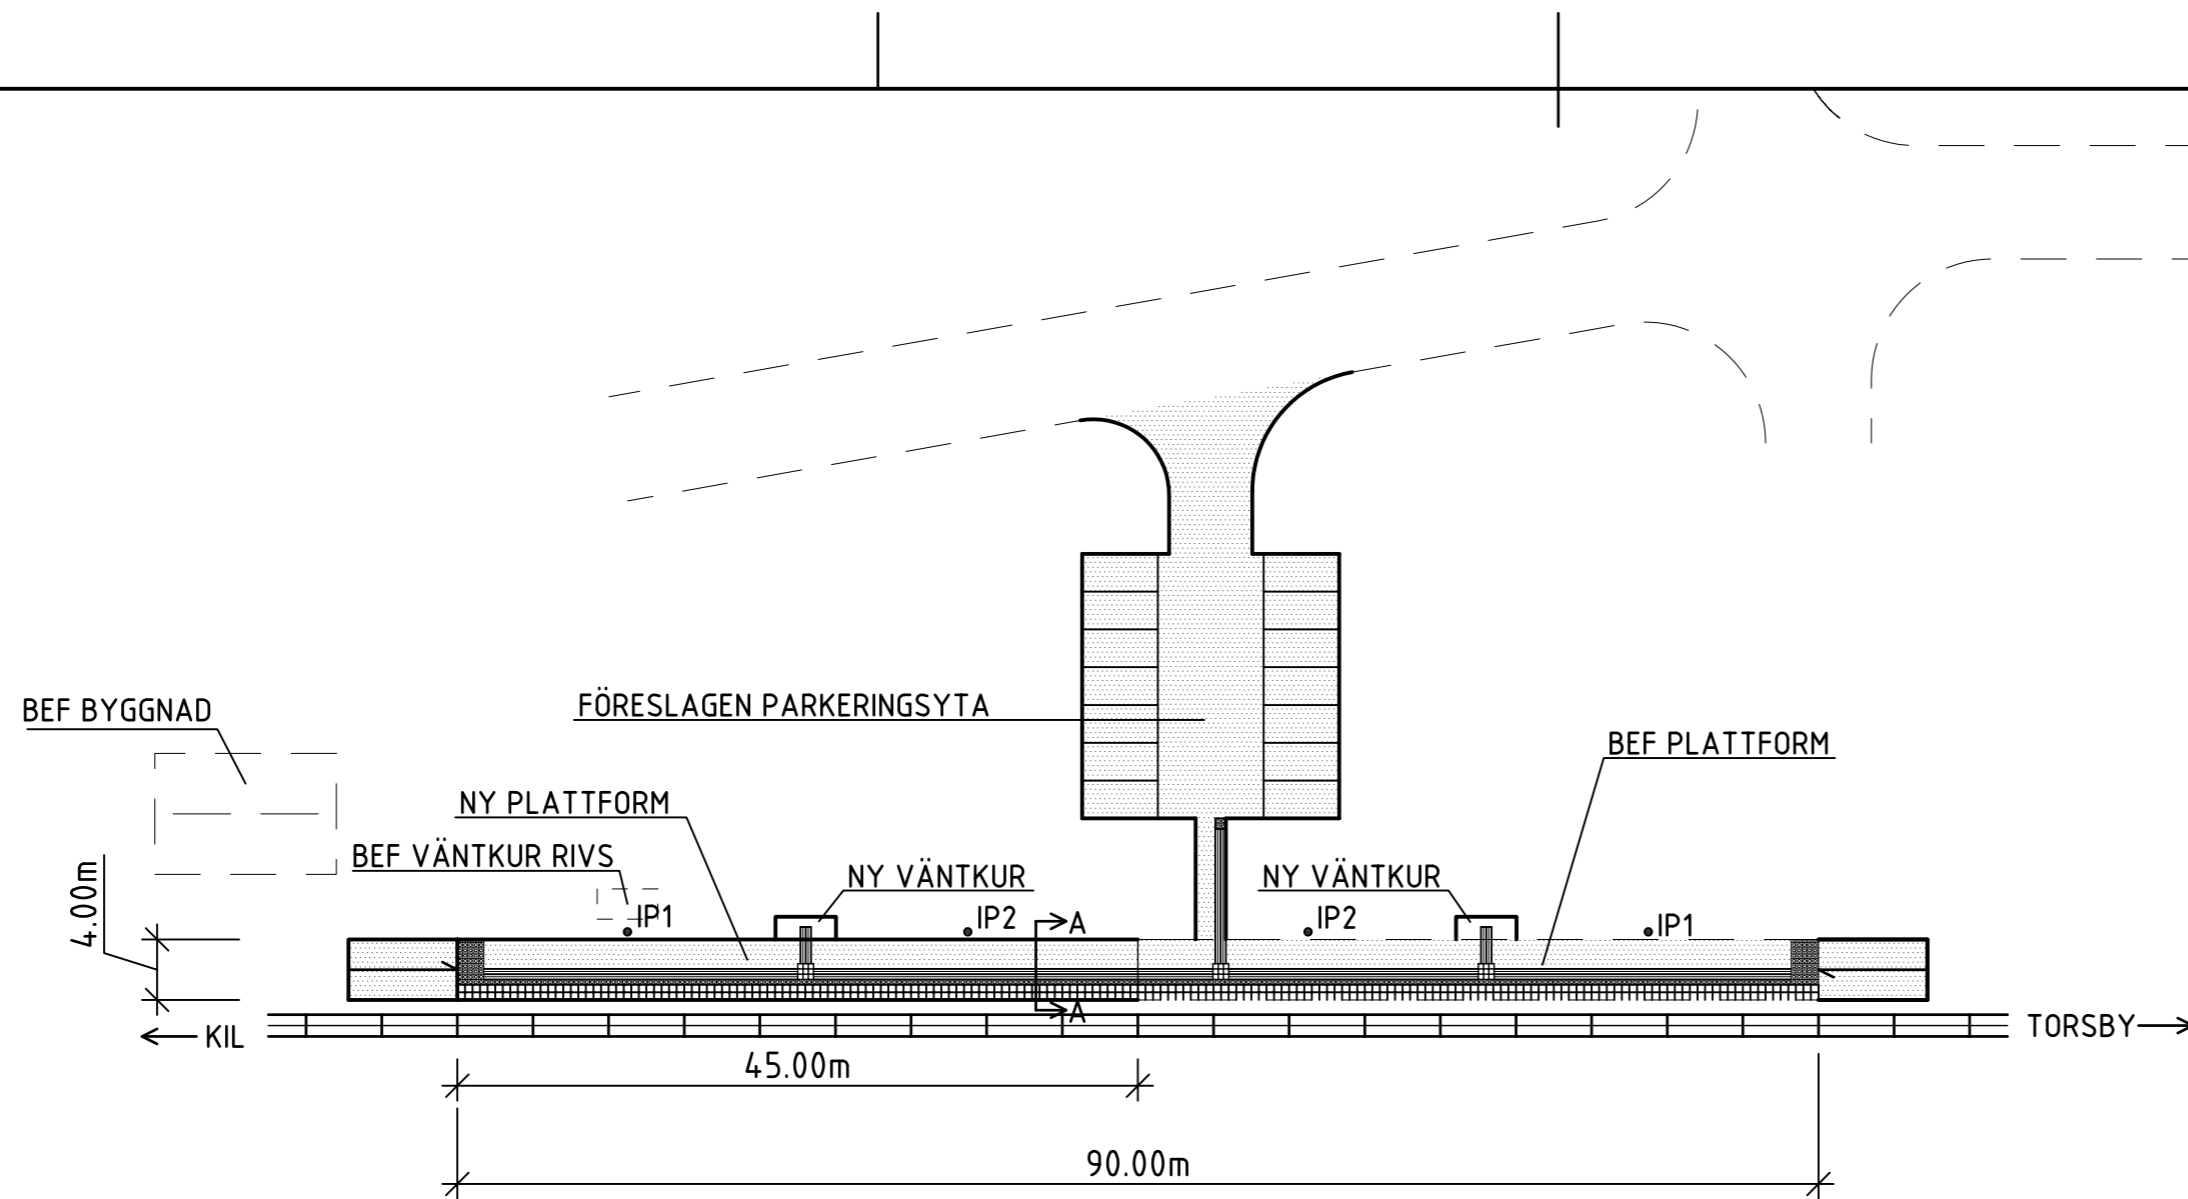 BEF BYGGNAD
FÖRESLAGEN PARKERINGSYTA
BEF PLATTFORM
NY PLATTFORM
BEF VÄNTKUR RIVS
NY VÄNTKUR
NY VÄNTKUR
4.00m
IP1
IP2
A
IP2
IP1
A
KIL
TORSBY
45.00m
90.00m